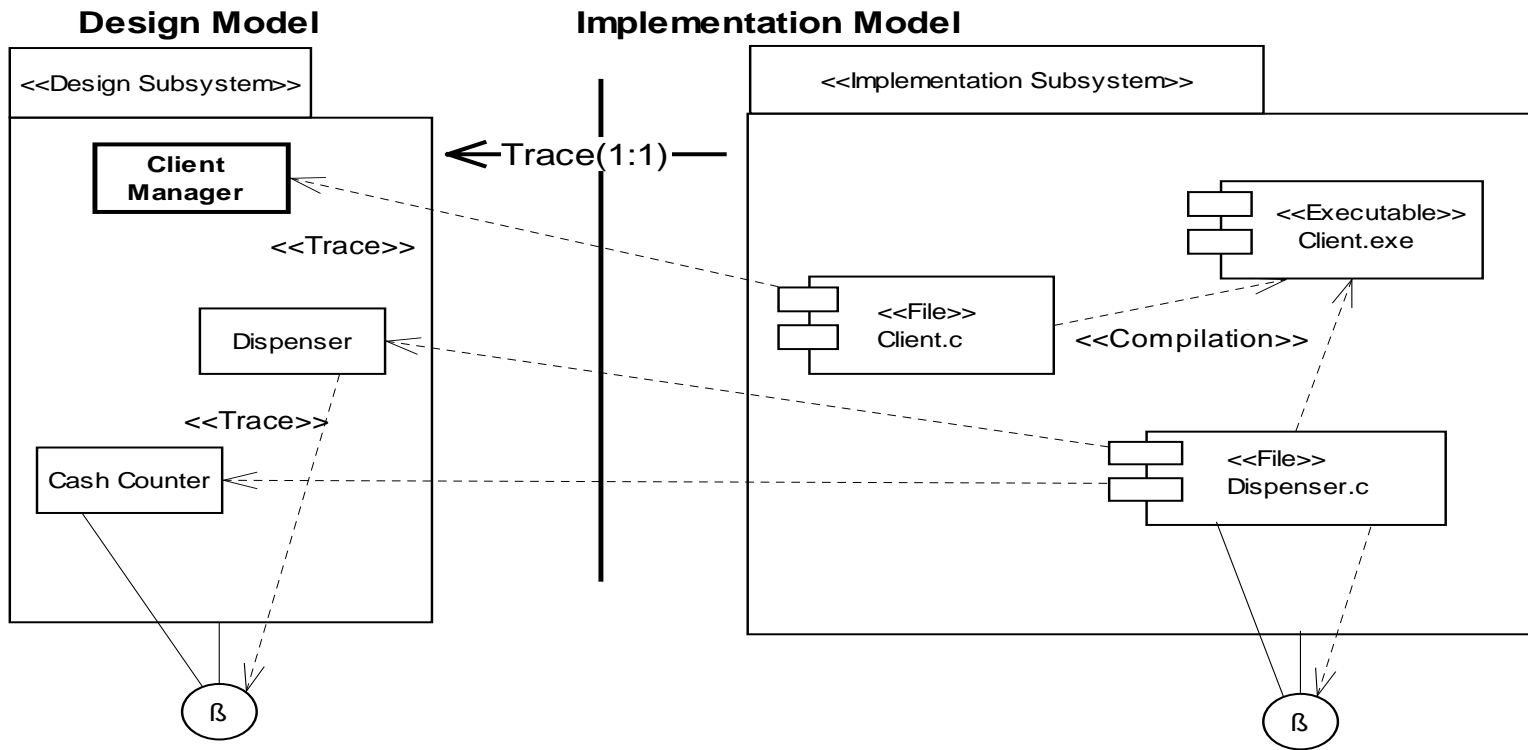 Design Model
Implementation Model
<<Design Subsystem>>
<<Implementation Subsystem>>
Client
Manager
Trace(1:1)
<<Trace>>
<<Executable>>
Client.exe
<<File>>
Client.c
<<Compilation>>
Dispenser
<<Trace>>
Cash Counter
<<File>>
Dispenser.c
ß
ß